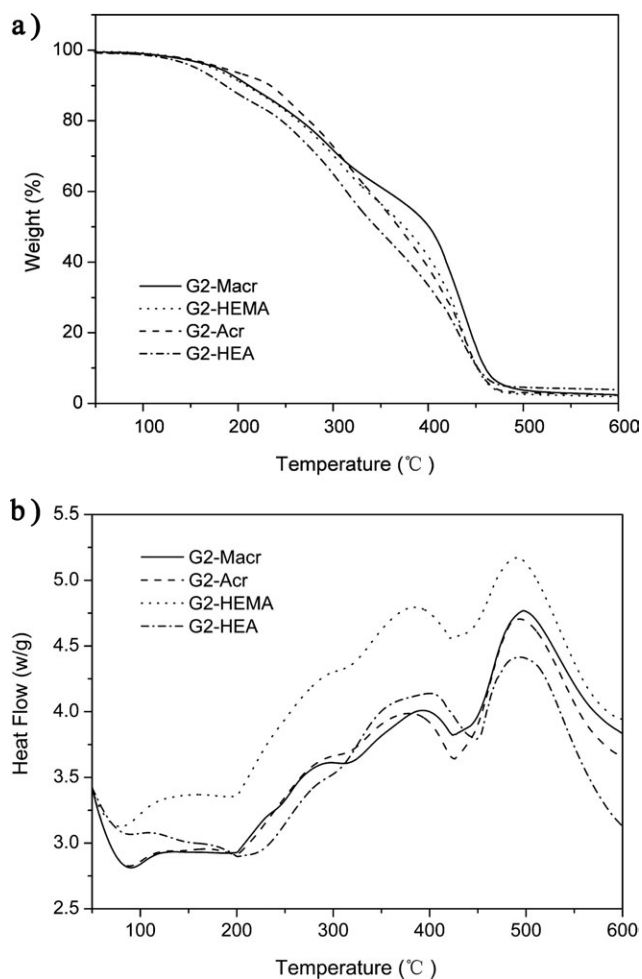 a)
100
80
60
40
20
0
Weight (%)
G2-Macr
G2-HEMA
G2-Acr
G2-HEA
100 200 300 400 500 600
Temperature (℃)
b)
5.5
5.0
4.5
4.0
3.5
3.0
2.5
Heat Flow (w/g)
G2-Macr
G2-Acr
G2-HEMA
G2-HEA
100 200 300 400 500 600
Temperature (℃)